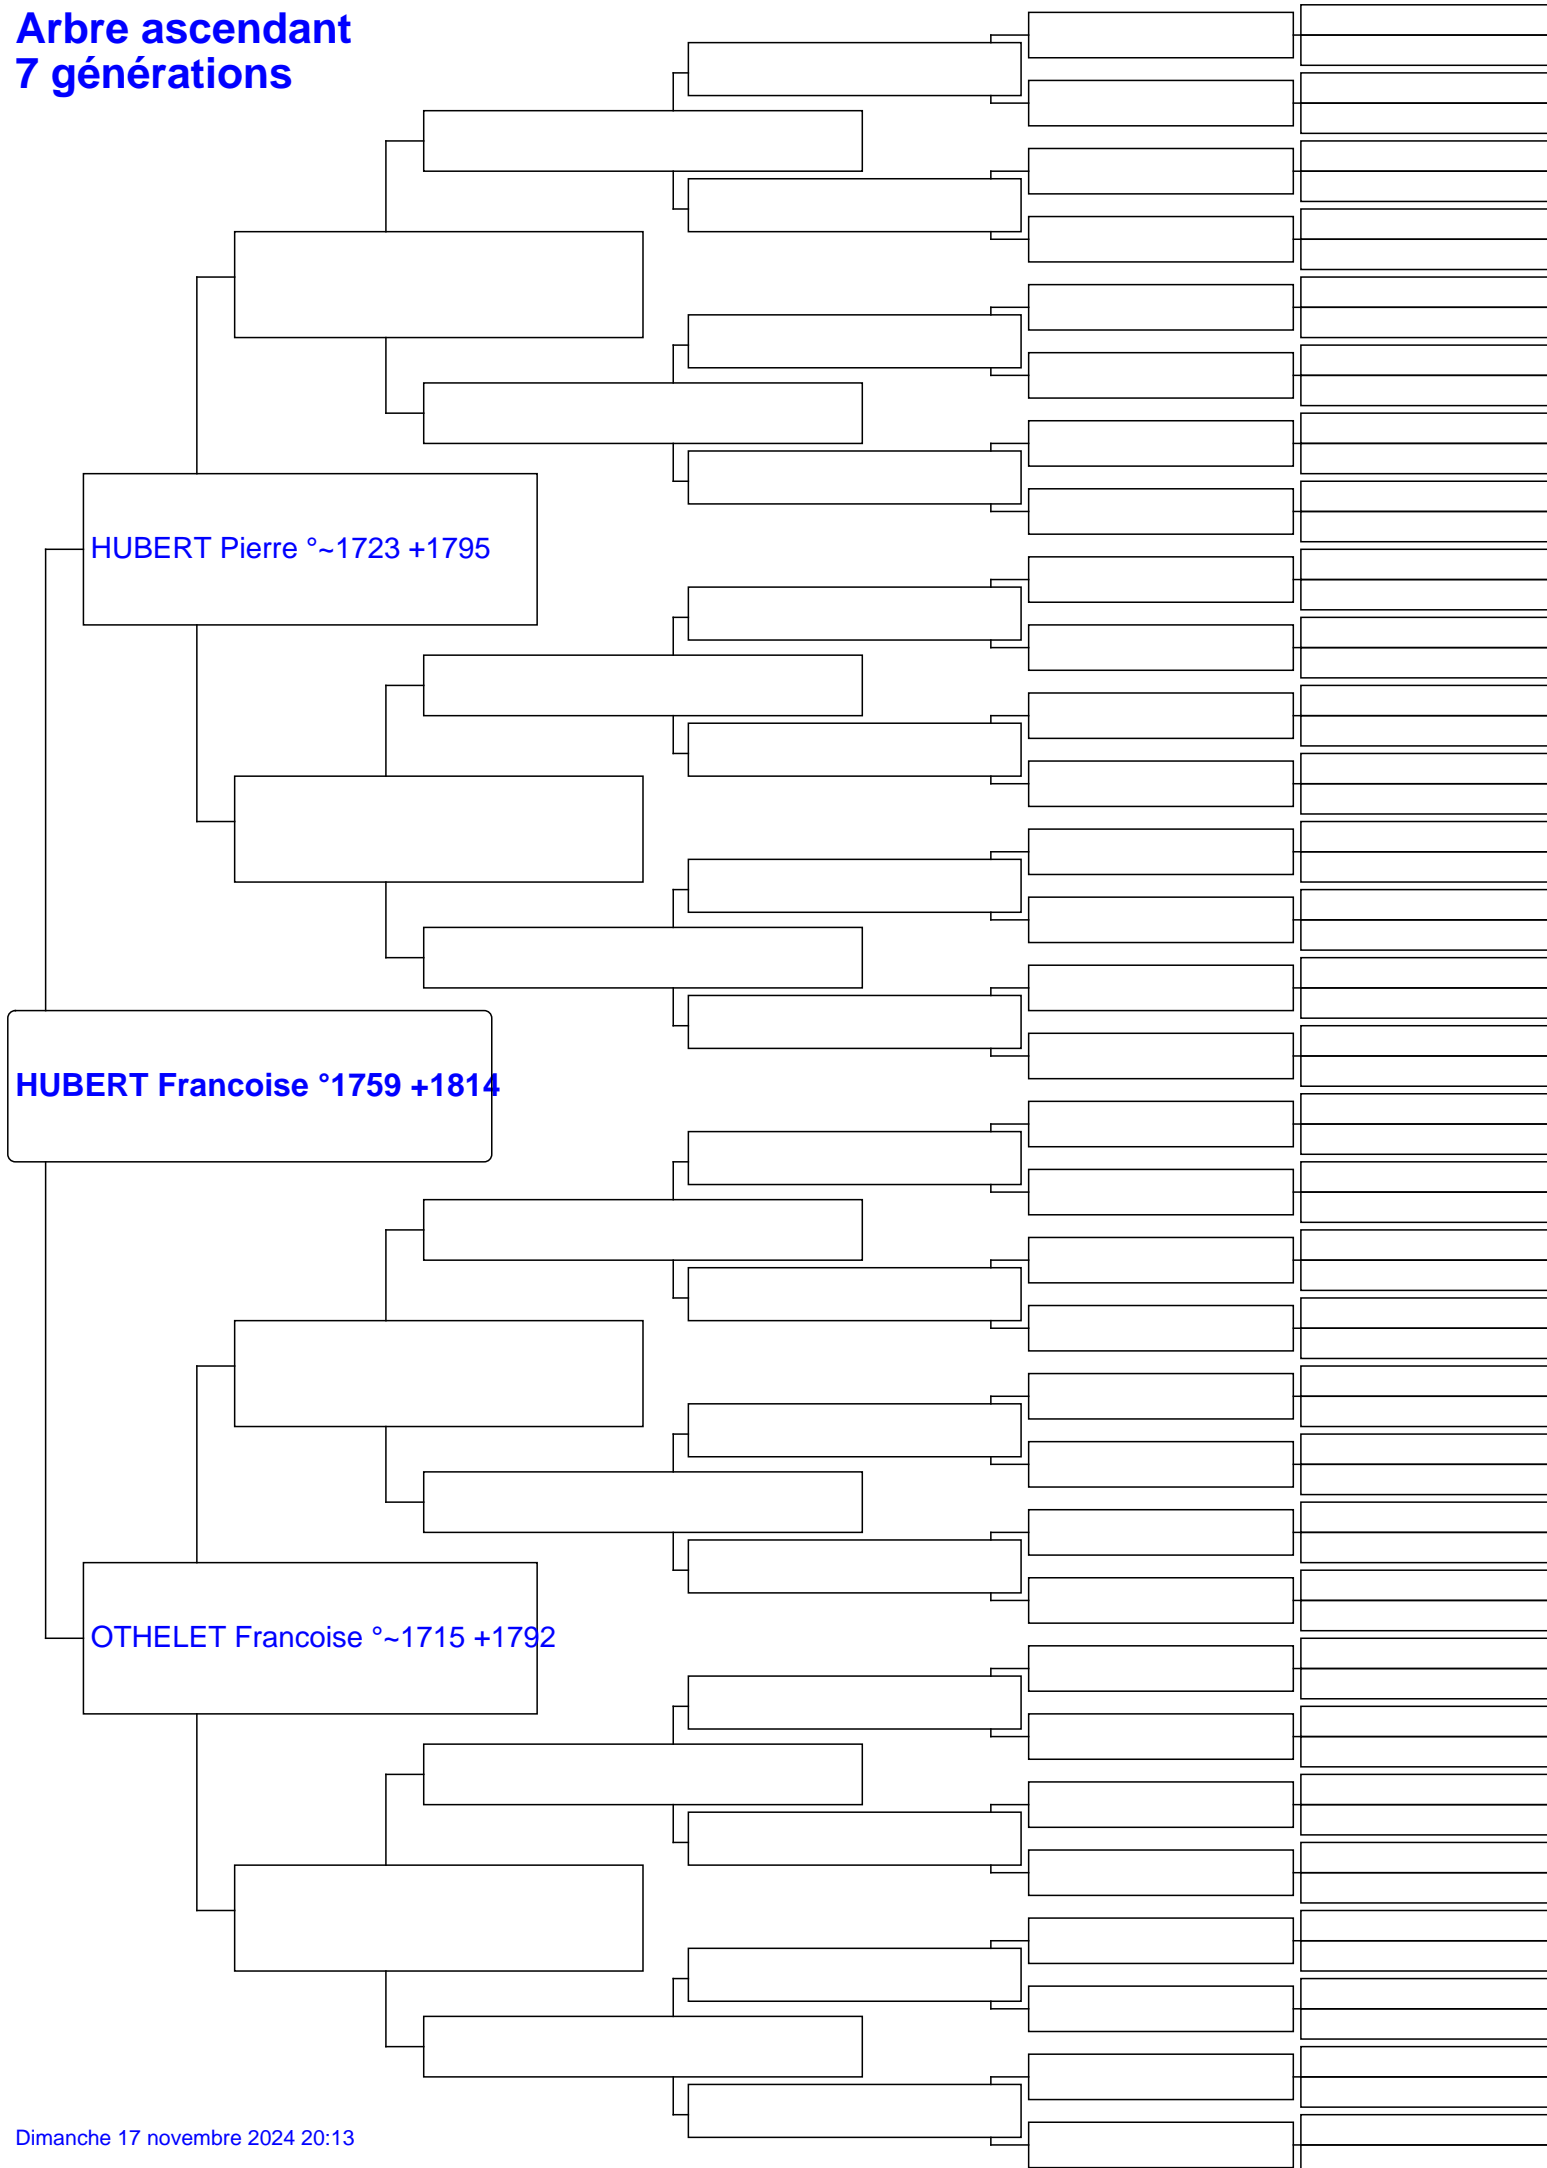 Arbre ascendant
7 générations
HUBERT Pierre °~1723 +1795
HUBERT Francoise °1759 +1814
OTHELET Francoise °~1715 +1792
Dimanche 17 novembre 2024 20:13